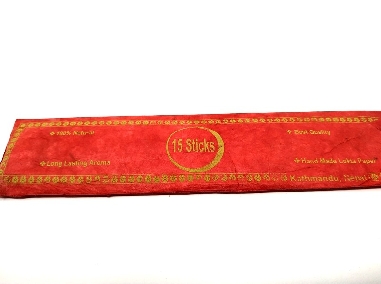 Best Quality
15 Sticks
Long Lasting Aroma
Hand Made Lokta Paper
Kathmandu, Nepal